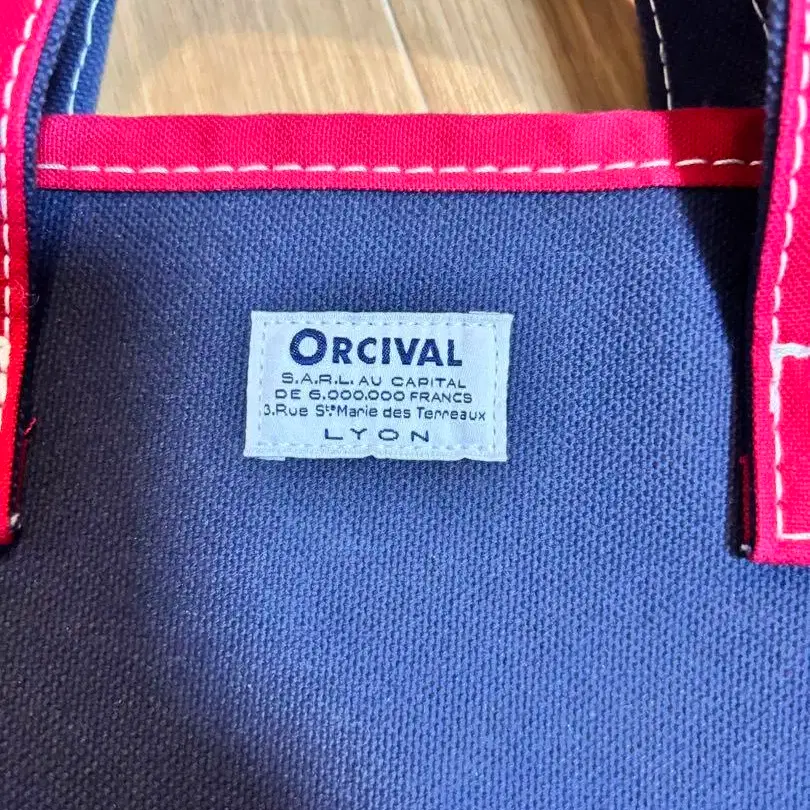 ORCIVAL
S.A.R.L. AU CAPITAL
DE 6.000.000 FRANCS
3.Rue Ste Marie des Terreaux
LYON